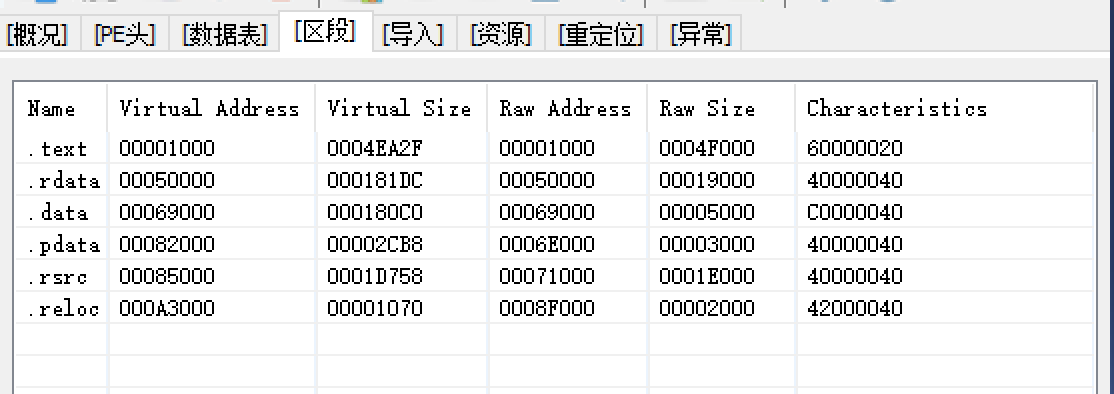 [概况] [PE头] [数据表] [区段] [导入] [资源] [重定位] [异常]
Name Virtual Address Virtual Size Raw Address Raw Size Characteristics
.text 00001000 0004EA2F 00001000 0004F000 60000020
.rdata 00050000 000181DC 00050000 00019000 40000040
.data 00069000 000180C0 00069000 00005000 C0000040
.pdata 00082000 00002CB8 0006E000 00003000 40000040
.rsrc 00085000 0001D758 00071000 0001E000 40000040
.reloc 000A3000 00001070 0008F000 00002000 42000040